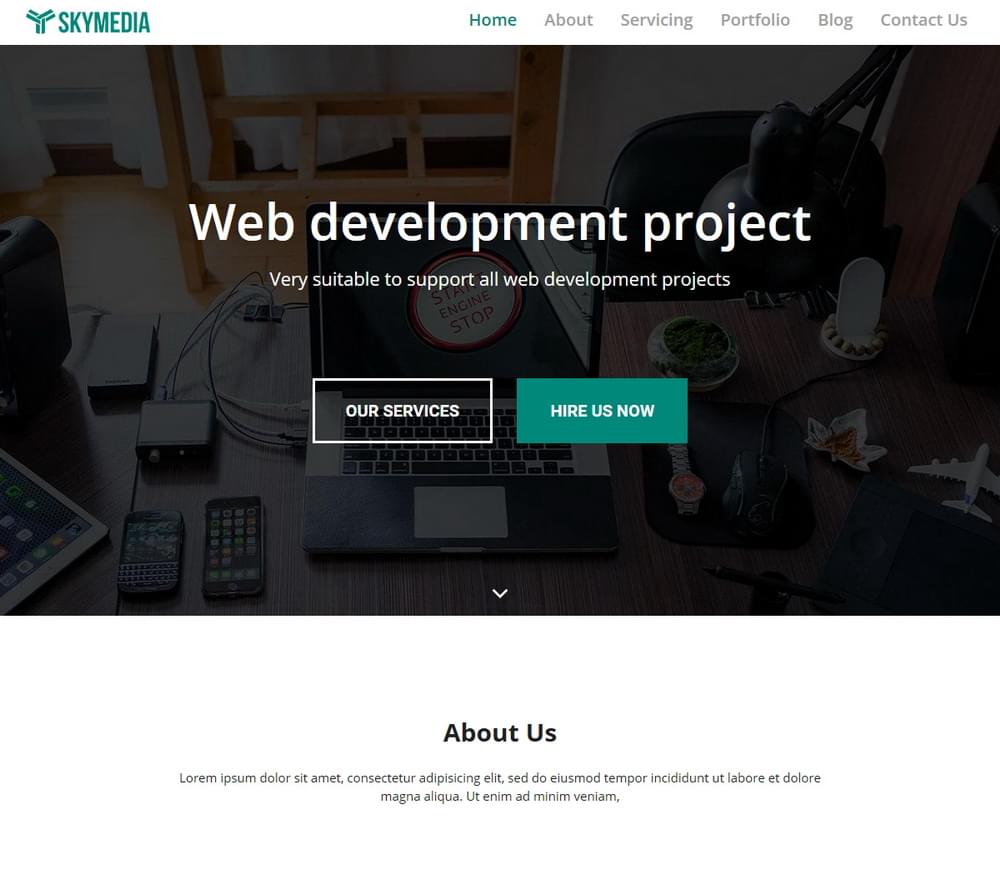 SKYMEDIA
Home About Servicing Portfolio Blog Contact Us
Web development project
Very suitable to support all web development projects
START
ENGINE
STOP
OUR SERVICES HIRE US NOW
About Us
Lorem ipsum dolor sit amet, consectetur adipisicing elit, sed do eiusmod tempor incididunt ut labore et dolore
magna aliqua. Ut enim ad minim veniam,